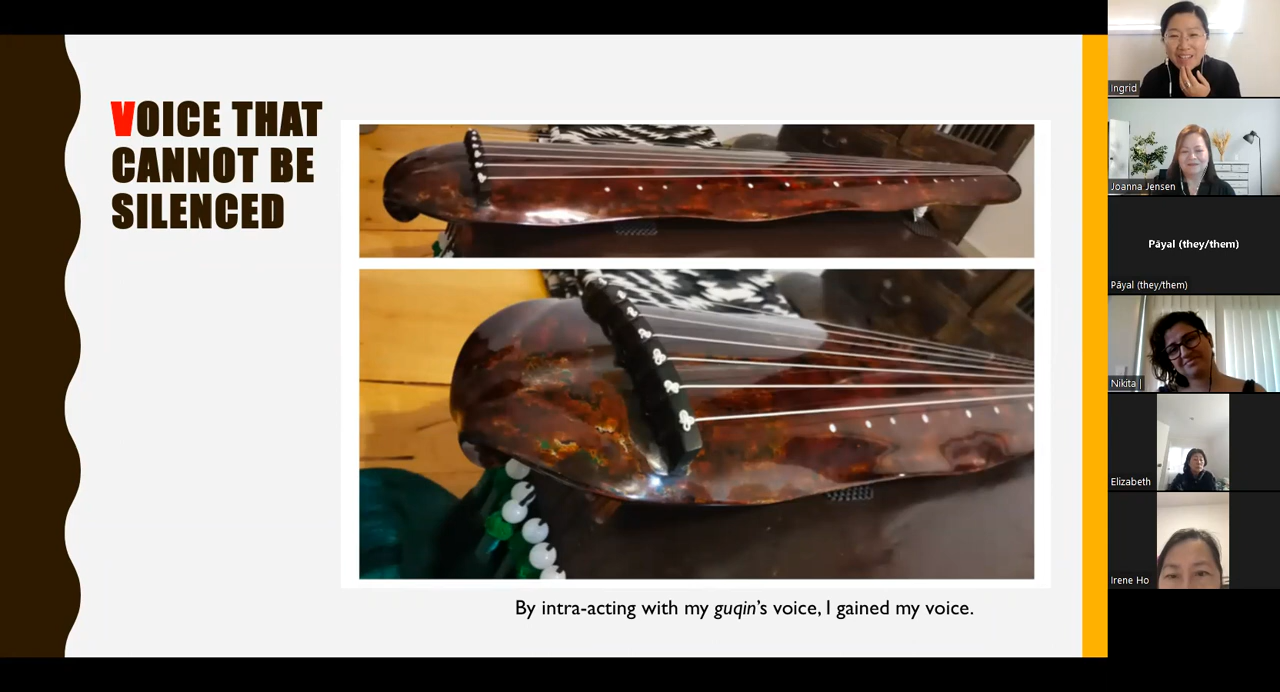 VOICE THAT
CANNOT BE
SILENCED
By intra-acting with my guqin's voice, I gained my voice.
Ingrid
Joanna Jensen
Pāyal (they/them)
Pāyal (they/them)
Nikita |
Elizabeth
Irene Ho